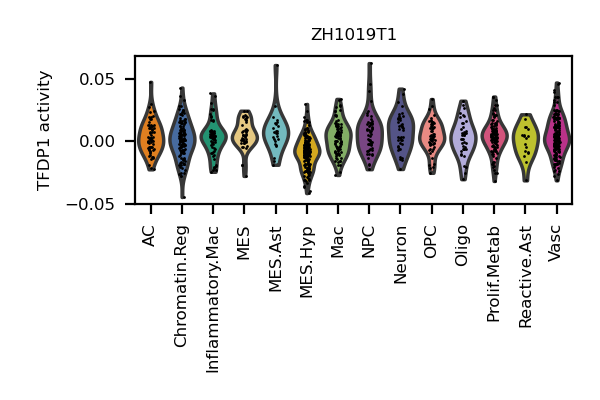 ZH1019T1
TFDP1 activity
0.05
0.00
−0.05
AC
Chromatin.Reg
Inflammatory.Mac
MES
MES.Ast
MES.Hyp
Mac
NPC
Neuron
OPC
Oligo
Prolif.Metab
Reactive.Ast
Vasc